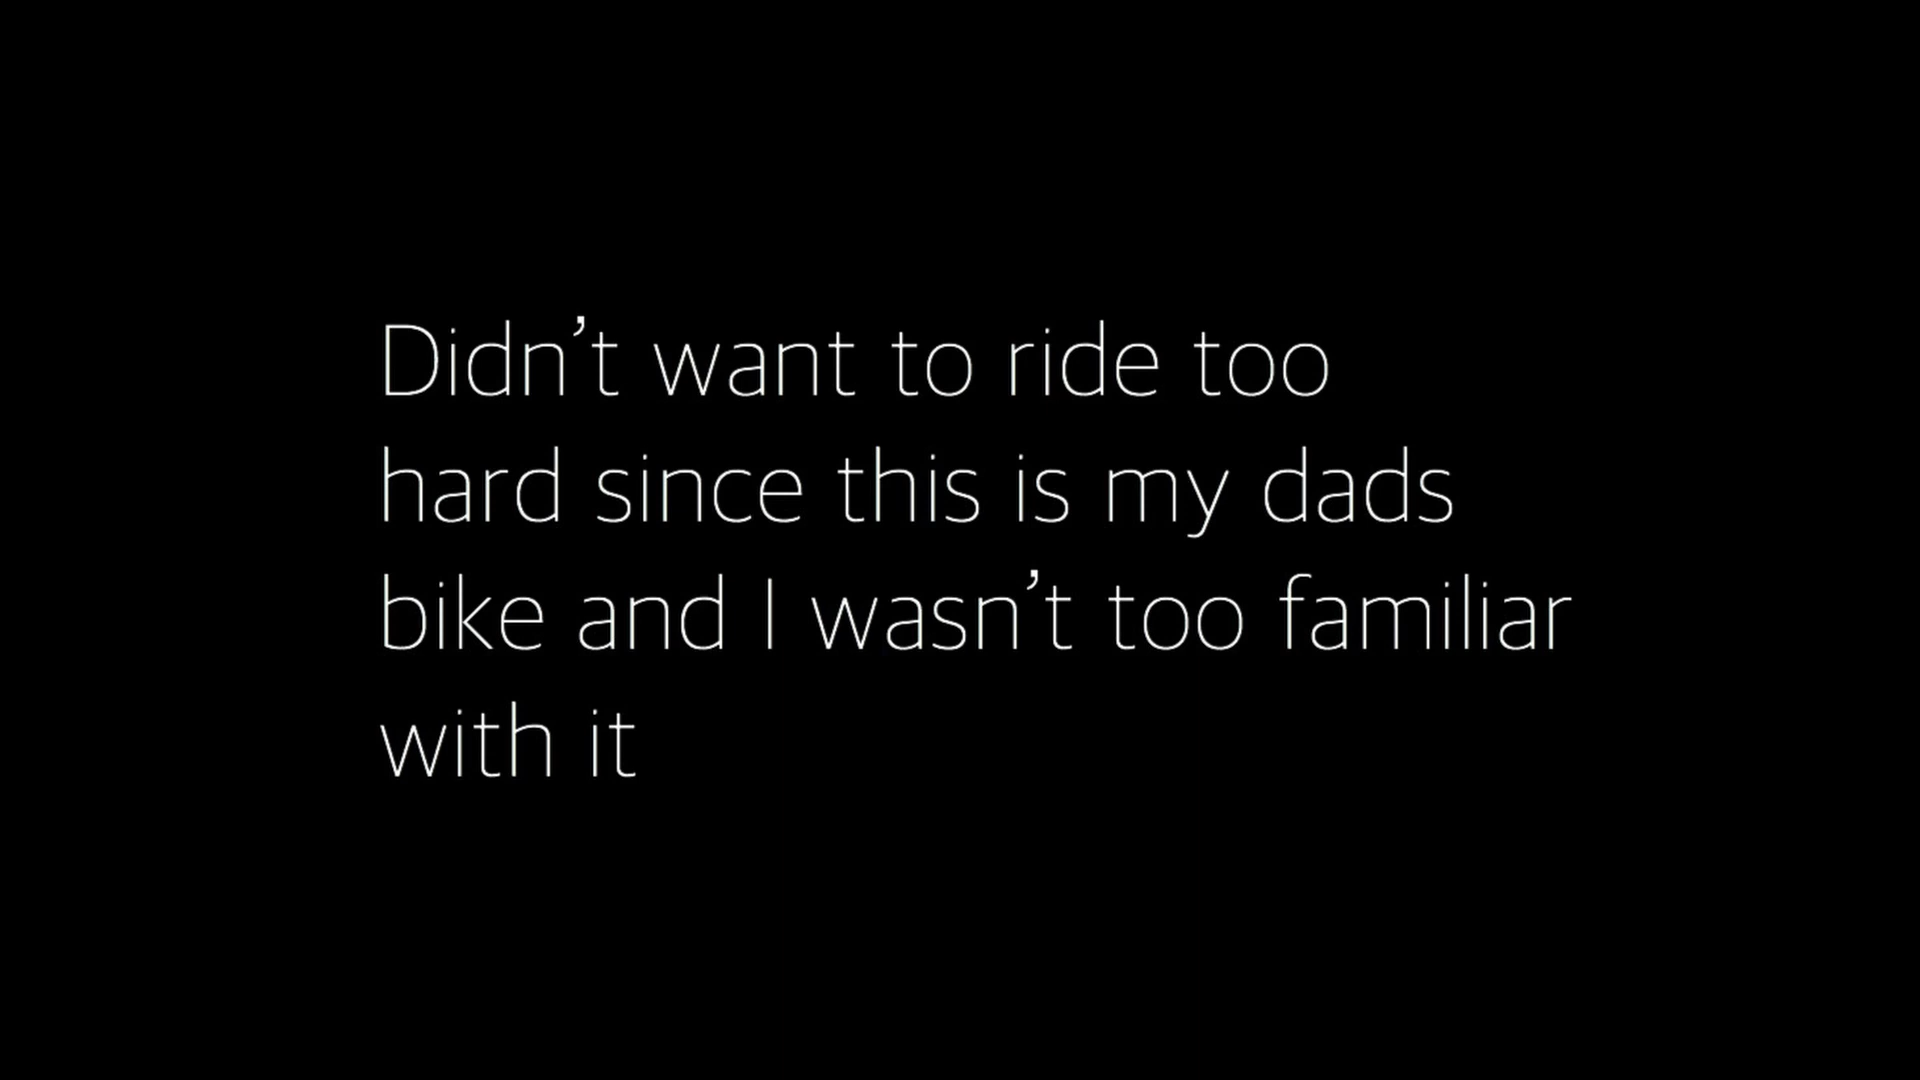 Didn’t want to ride too
hard since this is my dads
bike and I wasn’t too familiar
with it